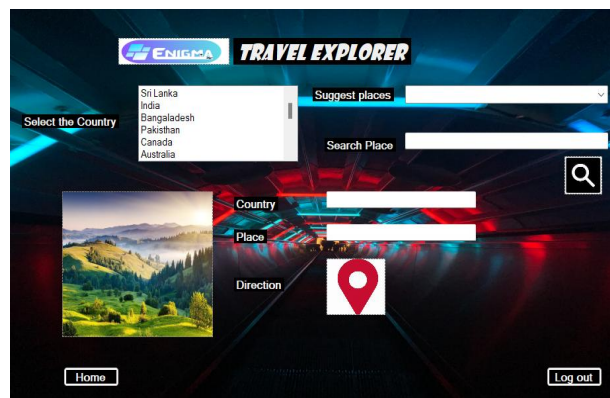 ENIGMA
TRAVEL EXPLORER
Select the Country
Sri Lanka
India
Bangaladesh
Pakisthan
Canada
Australia
Suggest places
Search Place
Country
Place
Direction
Home
Log out